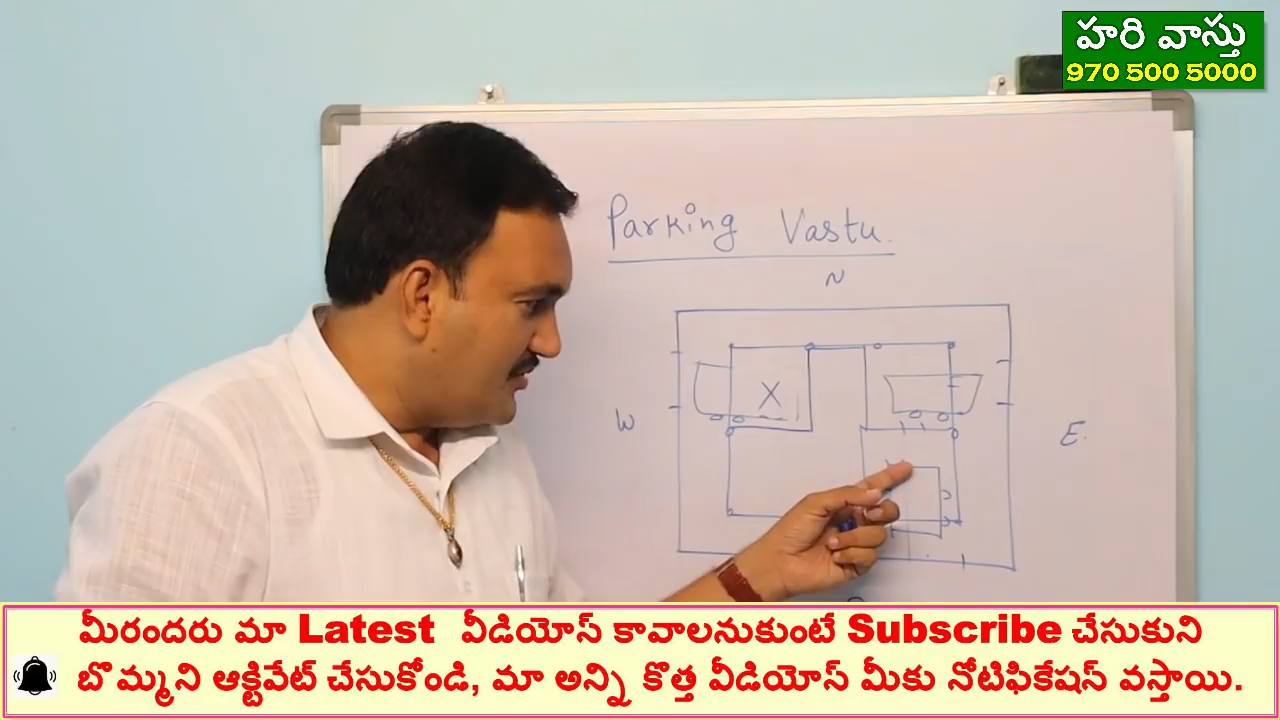 హరి వాస్తు
970 500 5000
Parking Vastu.
N
X
W
E.
మీరందరు మా Latest వీడియోస్ కావాలనుకుంటే Subscribe చేసుకుని
బొమ్మని ఆక్టివేట్ చేసుకోండి, మా అన్ని కొత్త వీడియోస్ మీకు నోటిఫికేషన్ వస్తాయి.